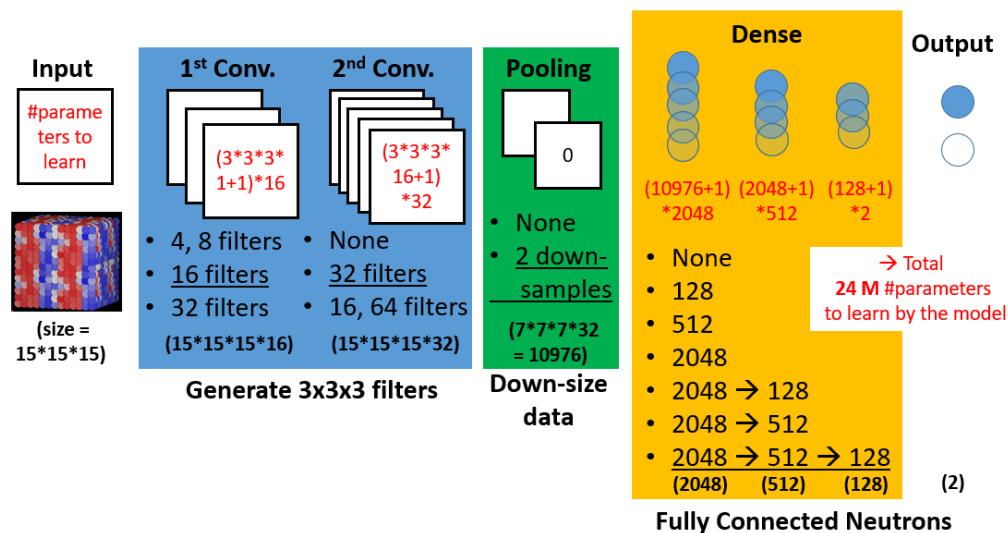 Input
#parame
ters to
learn
(size =
15*15*15)
1st Conv.
(3*3*3*
1+1)*16
• 4, 8 filters
• 16 filters
• 32 filters
(15*15*15*16)
2nd Conv.
(3*3*3*
16+1)
*32
• None
• 32 filters
• 16, 64 filters
(15*15*15*32)
Generate 3x3x3 filters
Pooling
0
• None
• 2 down-
samples
(7*7*7*32
= 10976)
Down-size
data
Dense
(10976+1)
*2048
(2048+1)
*512
(128+1)
*2
• None
• 128
• 512
• 2048
• 2048 → 128
• 2048 → 512
• 2048 → 512 → 128
(2048) (512) (128)
Fully Connected Neutrons
Output
→ Total
24 M #parameters
to learn by the model
(2)